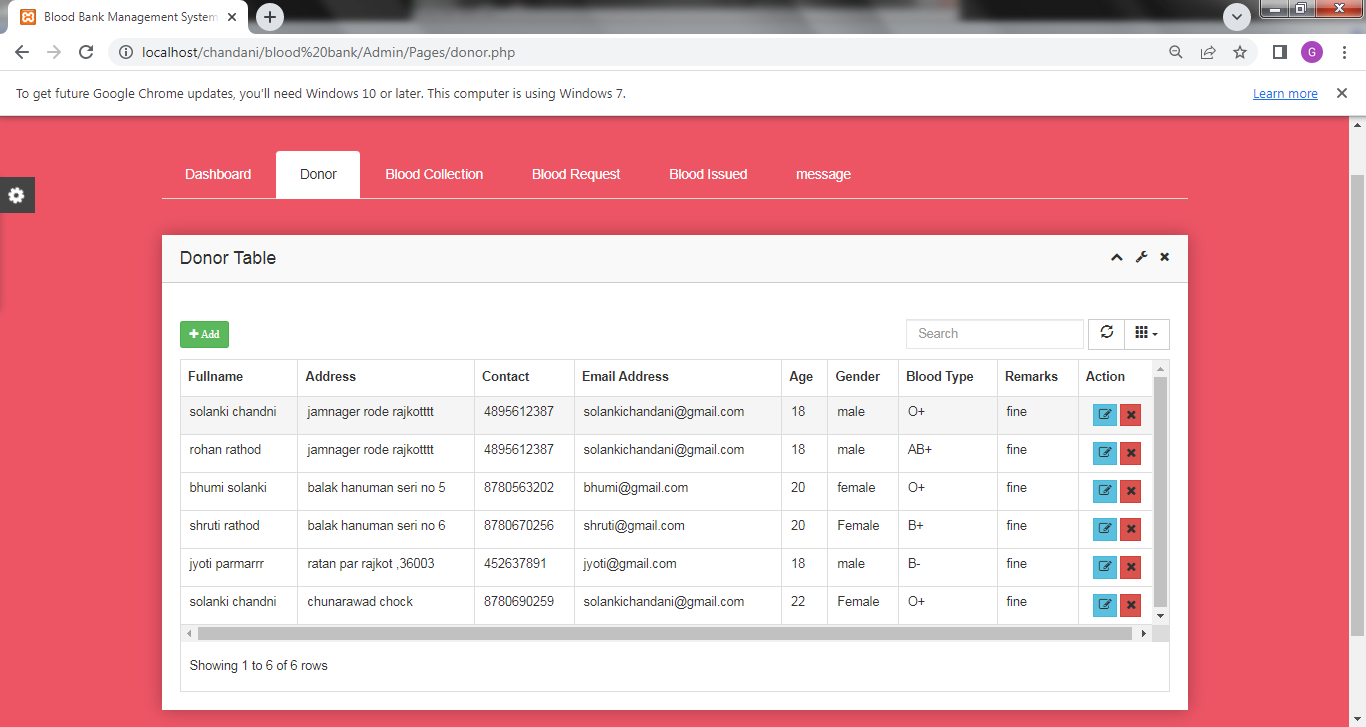 Blood Bank Management System
localhost/chandani/blood%20bank/Admin/Pages/donor.php
G
To get future Google Chrome updates, you'll need Windows 10 or later. This computer is using Windows 7. Learn more
Dashboard Donor Blood Collection Blood Request Blood Issued message
Donor Table
Add Search
Fullname Address Contact Email Address Age Gender Blood Type Remarks Action
solanki chandni jamnager rode rajkotttt 4895612387 solankichandani@gmail.com 18 male O+ fine
rohan rathod jamnager rode rajkotttt 4895612387 solankichandani@gmail.com 18 male AB+ fine
bhumi solanki balak hanuman seri no 5 8780563202 bhumi@gmail.com 20 female O+ fine
shruti rathod balak hanuman seri no 6 8780670256 shruti@gmail.com 20 Female B+ fine
jyoti parmarrr ratan par rajkot ,36003 452637891 jyoti@gmail.com 18 male B- fine
solanki chandni chunarawad chock 8780690259 solankichandani@gmail.com 22 Female O+ fine
Showing 1 to 6 of 6 rows